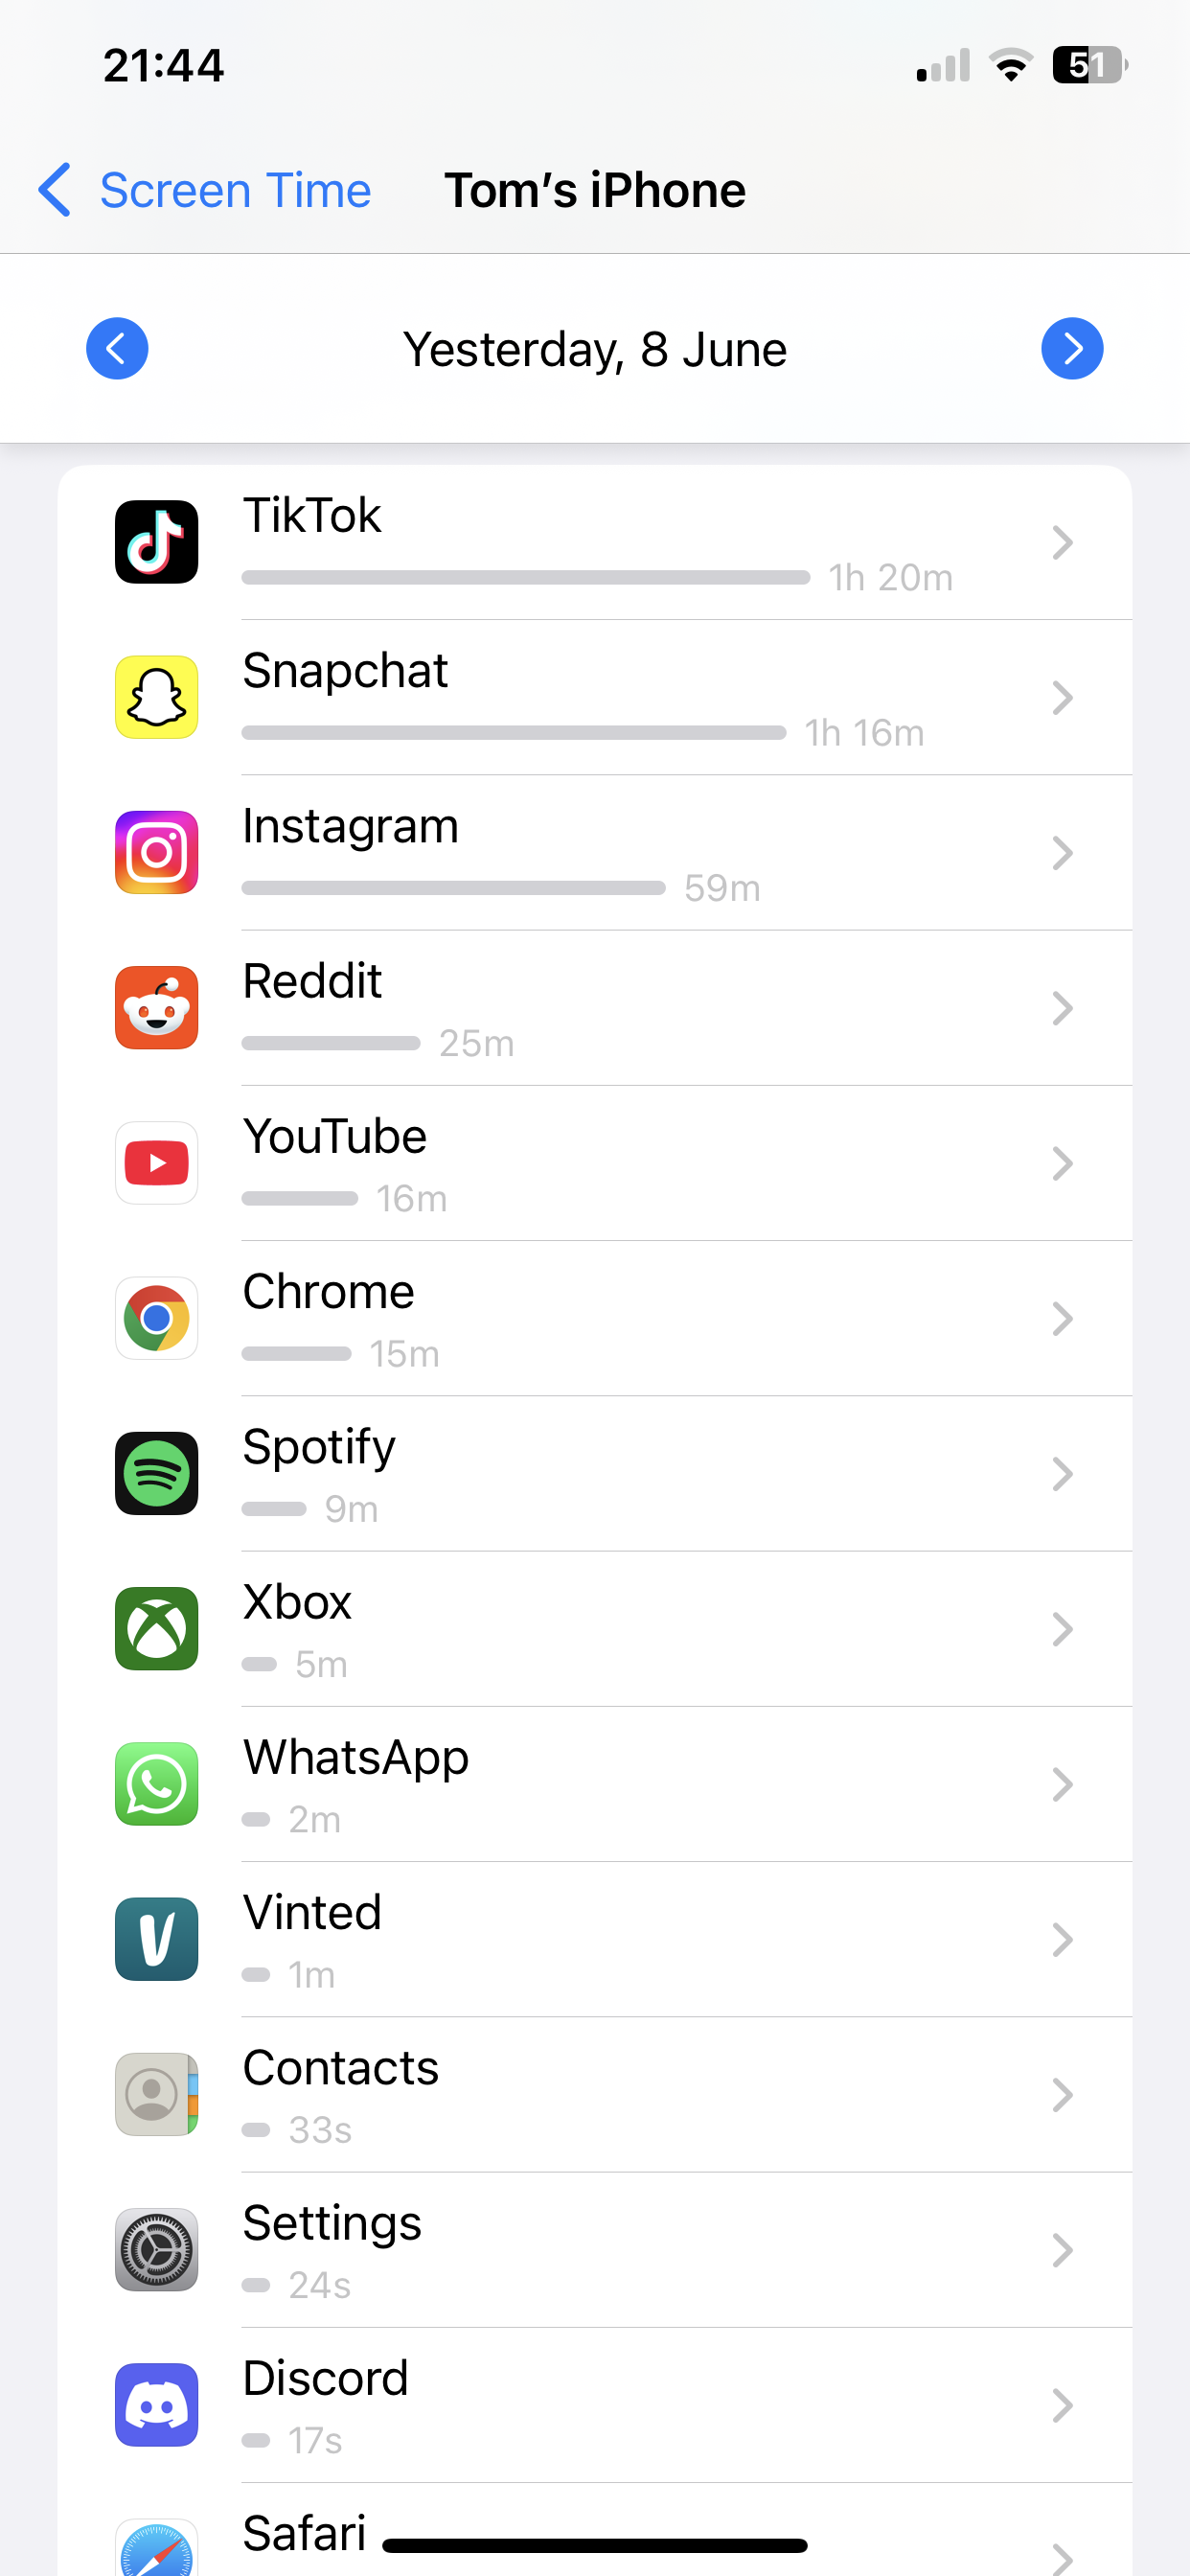 21:44
51
Screen Time
Tom's iPhone
Yesterday, 8 June
TikTok
1h 20m
Snapchat
1h 16m
Instagram
59m
Reddit
25m
YouTube
16m
Chrome
15m
Spotify
9m
Xbox
5m
WhatsApp
2m
Vinted
1m
Contacts
33s
Settings
24s
Discord
17s
Safari